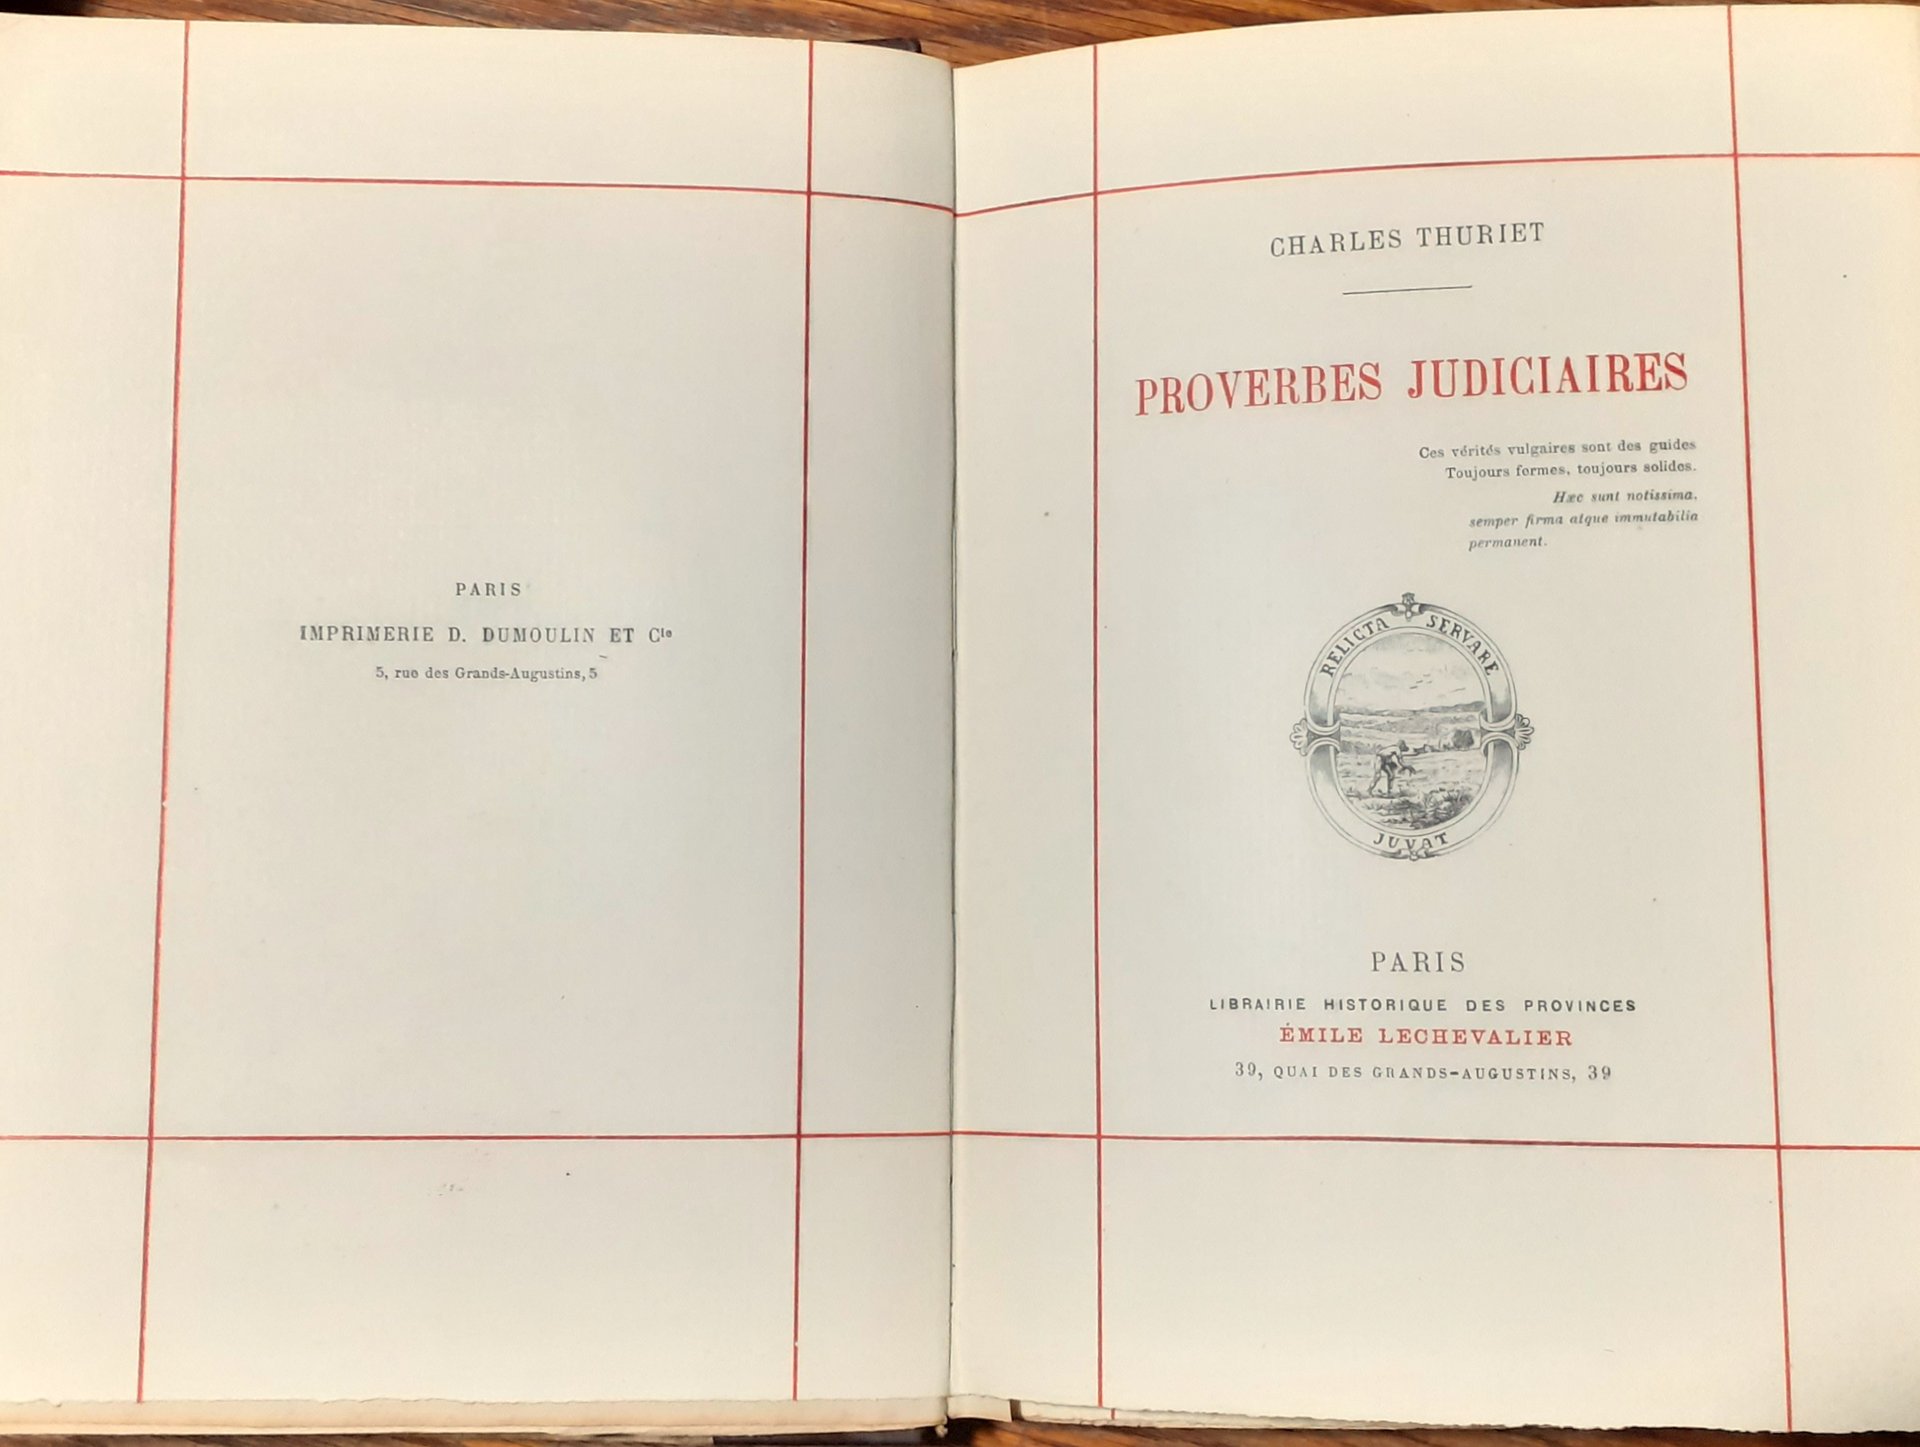 PARIS
IMPRIMERIE D. DUMOULIN ET Cie
5, rue des Grands-Augustins, 5
CHARLES THURIET
PROVERBES JUDICIAIRES
Ces vérités vulgaires sont des guides
Toujours fermes, toujours solides.
Hæc sunt notissima,
semper firma atque immutabilia
permanent.
RELICTA SERVARE
JUVAT
PARIS
LIBRAIRIE HISTORIQUE DES PROVINCES
ÉMILE LECHEVALIER
39, QUAI DES GRANDS-AUGUSTINS, 39